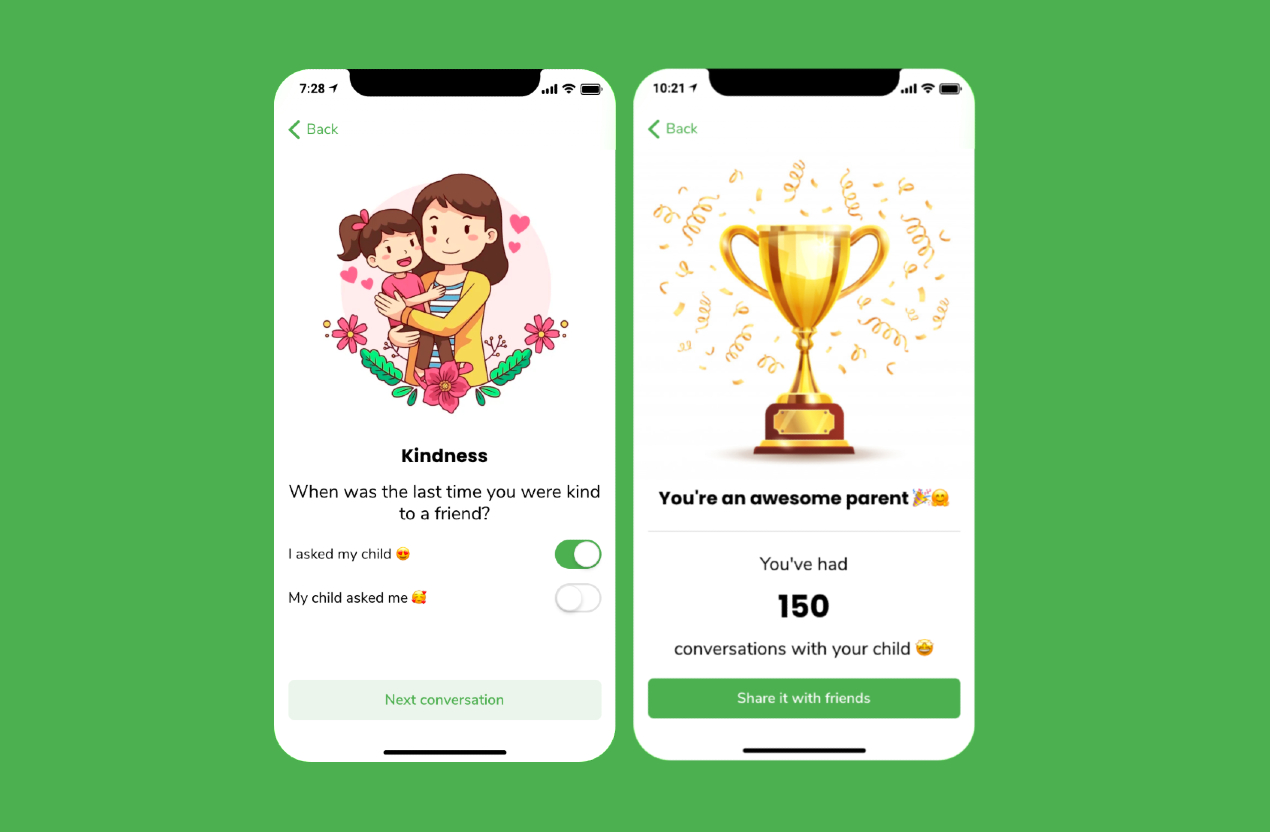 7:28
Back
Kindness
When was the last time you were kind
to a friend?
I asked my child 😍
My child asked me 🥰
Next conversation
10:21
Back
You're an awesome parent 🎉🤗
You've had
150
conversations with your child 🤩
Share it with friends